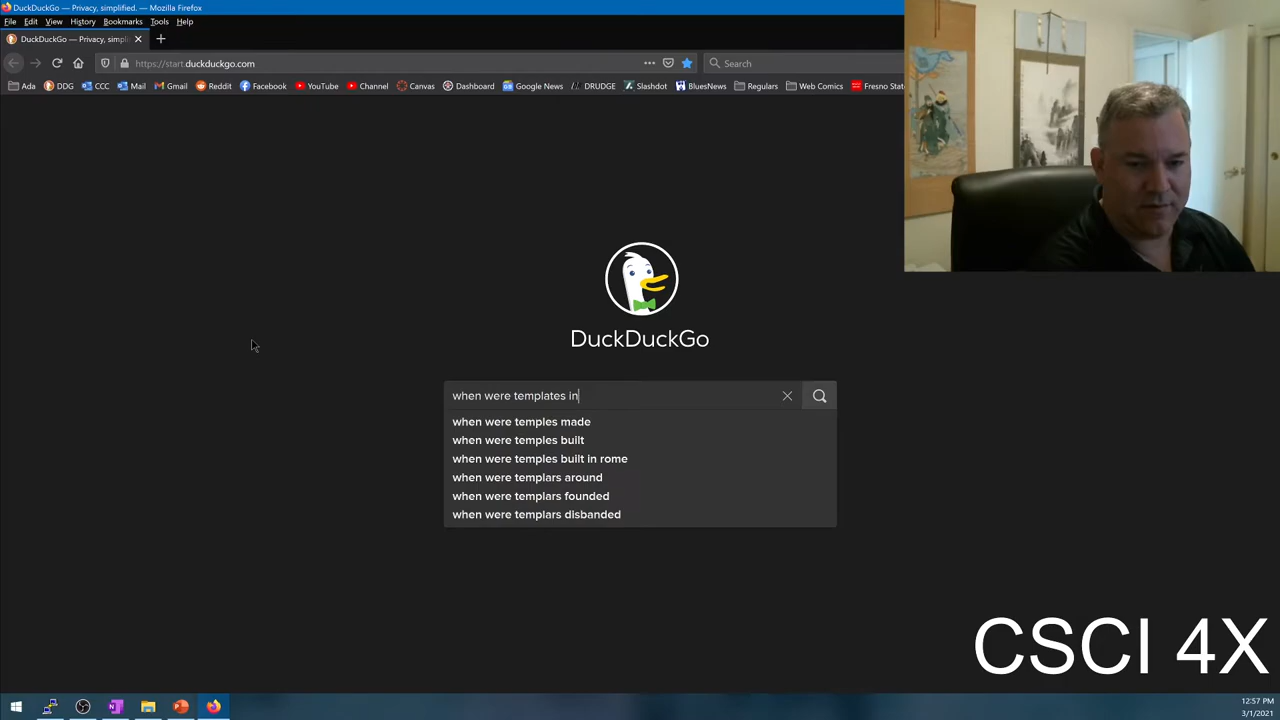 DuckDuckGo — Privacy, simplified. — Mozilla Firefox
File Edit View History Bookmarks Tools Help
DuckDuckGo — Privacy, simpli
https://start.duckduckgo.com
Search
Ada DDG CCC Mail Gmail Reddit Facebook YouTube Channel Canvas Dashboard Google News DRUDGE Slashdot BluesNews Regulars Web Comics Fresno State
DuckDuckGo
when were templates in
when were temples made
when were temples built
when were temples built in rome
when were templars around
when were templars founded
when were templars disbanded
CSCI 4X
12:57 PM
3/1/2021